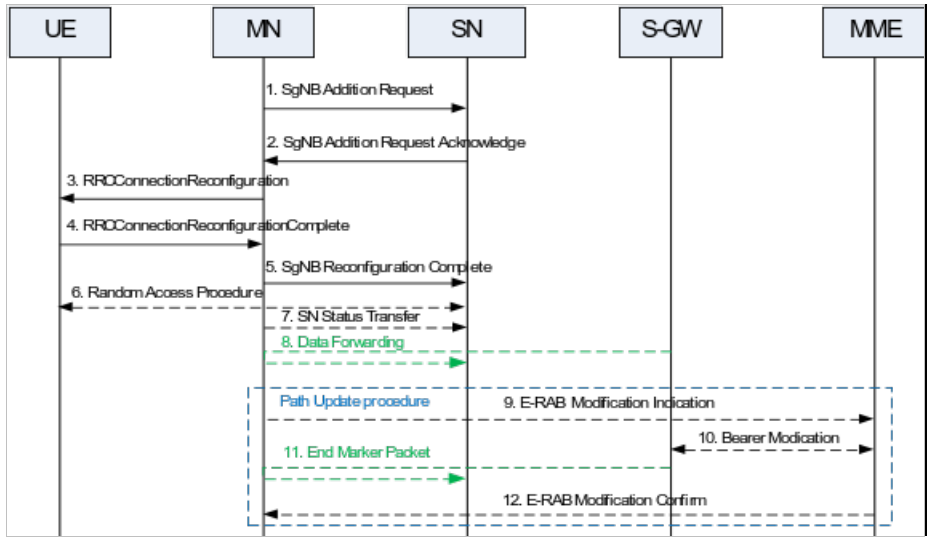 UE MN SN S-GW MME
1. SgNB Addition Request
2. SgNB Addition Request Acknowledge
3. RRCConnectionReconfiguration
4. RRCConnectionReconfigurationComplete
5. SgNB Reconfiguration Complete
6. Random Access Procedure
7. SN Status Transfer
8. Data Forwarding
Path Update procedure
9. E-RAB Modification Indication
10. Bearer Modication
11. End Marker Packet
12. E-RAB Modification Confirm